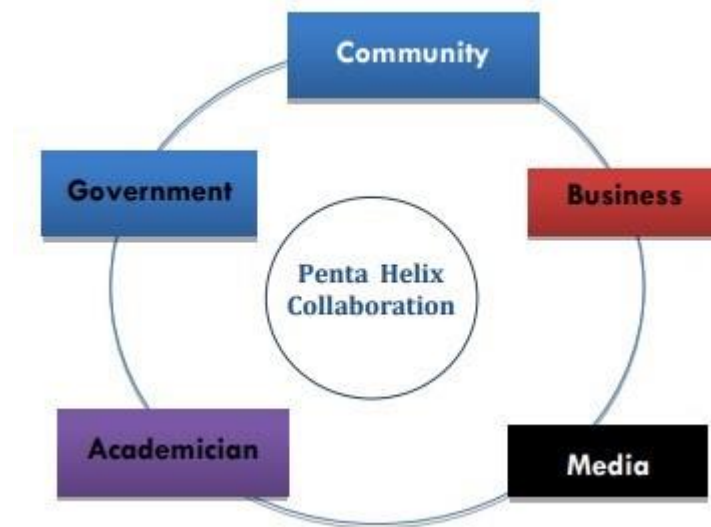 Community
Government
Business
Penta Helix
Collaboration
Academician
Media